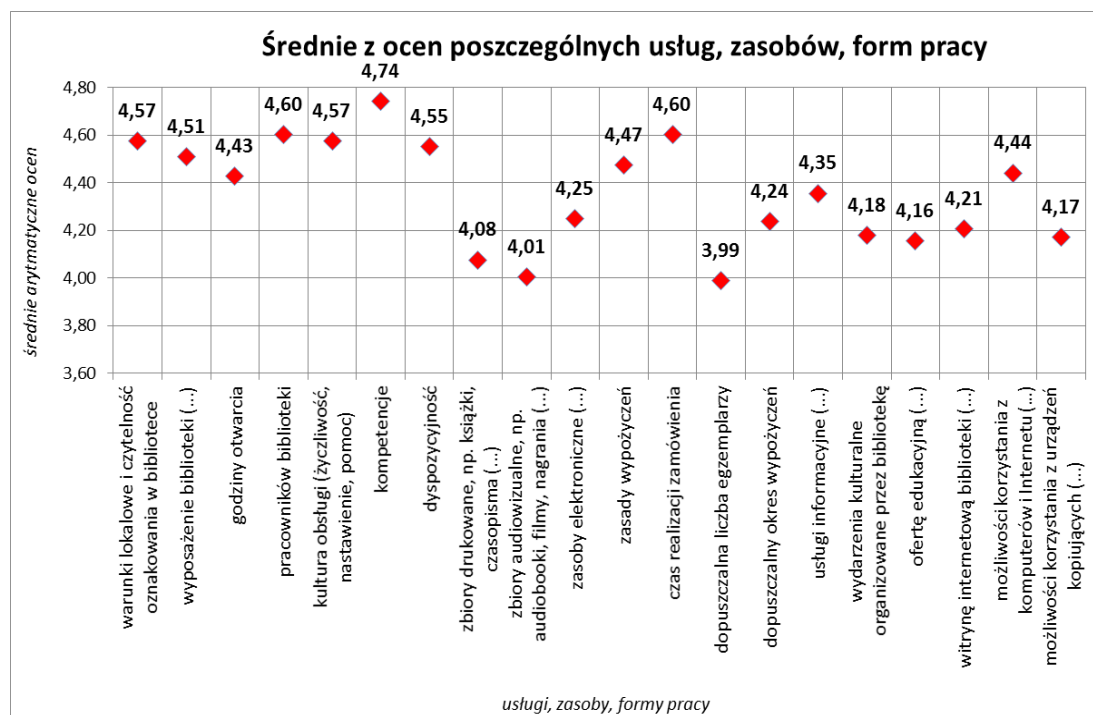 Średnie z ocen poszczególnych usług, zasobów, form pracy
średnie arytmatyczne ocen
4,80
4,60
4,40
4,20
4,00
3,80
3,60
4,57
4,51
4,43
4,60
4,57
4,74
4,55
4,08
4,01
4,25
4,47
4,60
3,99
4,24
4,35
4,18
4,16
4,21
4,44
4,17
warunki lokalowe i czytelność
oznakowania w bibliotece
wyposażenie biblioteki (...)
godziny otwarcia
pracowników biblioteki
kultura obsługi (życzliwość,
nastawienie, pomoc)
kompetencje
dyspozycyjność
zbiory drukowane, np. książki,
czasopisma (...)
zbiory audiowizualne, np.
audiobooki, filmy, nagrania (...)
zasoby elektroniczne (...)
zasady wypożyczeń
czas realizacji zamówienia
dopuszczalna liczba egzemplarzy
dopuszczalny okres wypożyczeń
usługi informacyjne (...)
wydarzenia kulturalne
organizowane przez bibliotekę
ofertę edukacyjną (...)
witrynę internetową biblioteki (...)
możliwości korzystania z
komputerów i Internetu (...)
możliwości korzystania z urządzeń
kopiujących (...)
usługi, zasoby, formy pracy